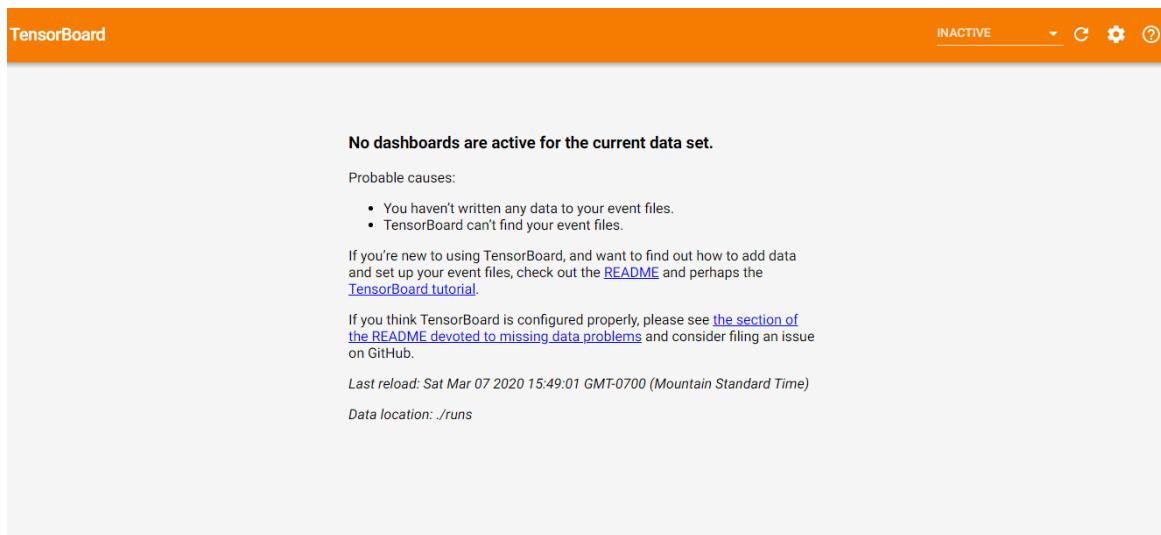 TensorBoard
INACTIVE
No dashboards are active for the current data set.
Probable causes:
• You haven't written any data to your event files.
• TensorBoard can't find your event files.
If you're new to using TensorBoard, and want to find out how to add data
and set up your event files, check out the README and perhaps the
TensorBoard tutorial.
If you think TensorBoard is configured properly, please see the section of
the README devoted to missing data problems and consider filing an issue
on GitHub.
Last reload: Sat Mar 07 2020 15:49:01 GMT-0700 (Mountain Standard Time)
Data location: ./runs